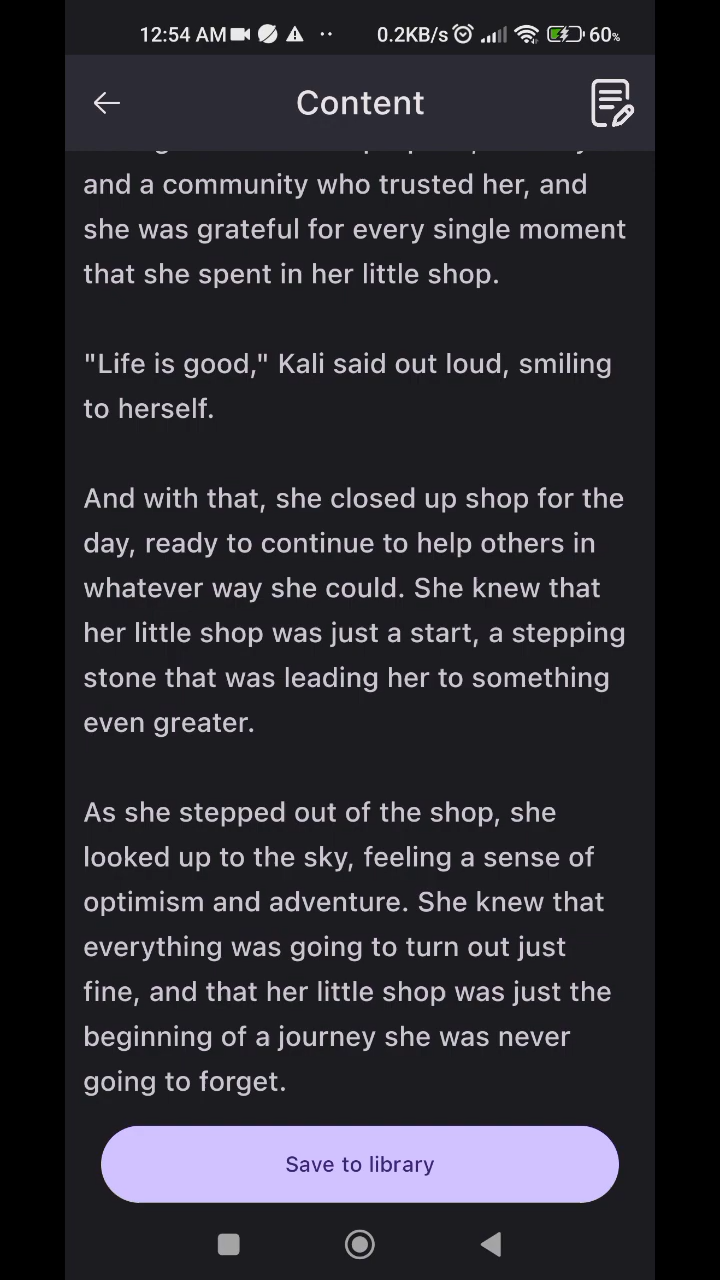 12:54 AM 0.2KB/s 60%
Content
and a community who trusted her, and
she was grateful for every single moment
that she spent in her little shop.
"Life is good," Kali said out loud, smiling
to herself.
And with that, she closed up shop for the
day, ready to continue to help others in
whatever way she could. She knew that
her little shop was just a start, a stepping
stone that was leading her to something
even greater.
As she stepped out of the shop, she
looked up to the sky, feeling a sense of
optimism and adventure. She knew that
everything was going to turn out just
fine, and that her little shop was just the
beginning of a journey she was never
going to forget.
Save to library